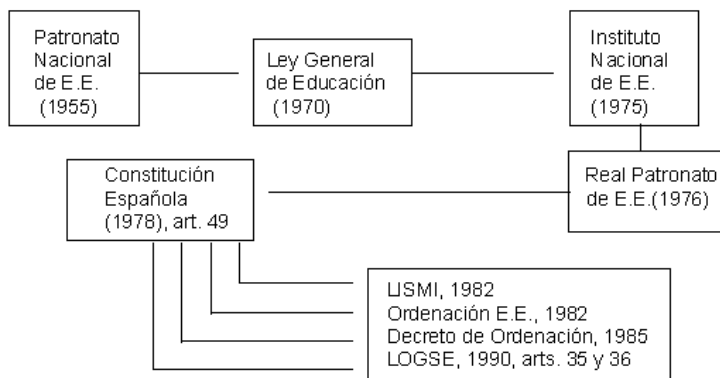 Patronato
Nacional
de E.E.
(1955)
Ley General
de Educación
(1970)
Instituto
Nacional
de E.E.
(1975)
Real Patronato
de E.E.(1976)
Constitución
Española
(1978), art. 49
LISMI, 1982
Ordenación E.E., 1982
Decreto de Ordenación, 1985
LOGSE, 1990, arts. 35 y 36